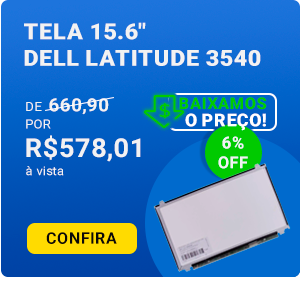 TELA 15.6"
DELL LATITUDE 3540
DE 660,90
POR
R$578,01
à vista
BAIXAMOS
O PREÇO!
6%
OFF
CONFIRA